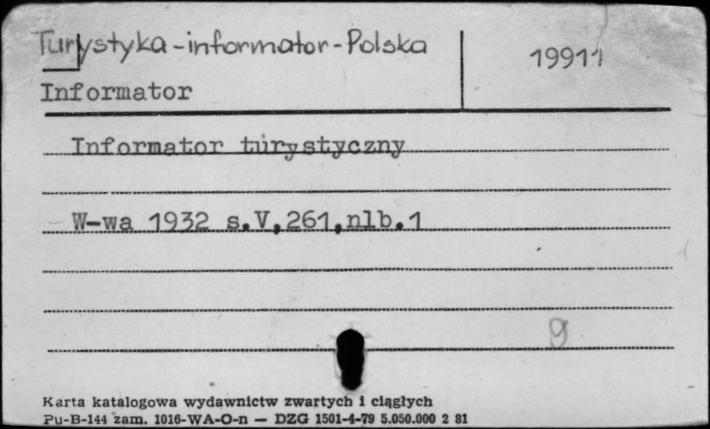 Turystyka-informator-Polska
19911
Informator
Informator turystyczny
W-wa 1932 s.V,261,nlb.1
9
Karta katalogowa wydawnictw zwartych i ciągłych
Pu-B-144 zam. 1016-WA-O-n — DZG 1501-4-79 5.050.000 2 81